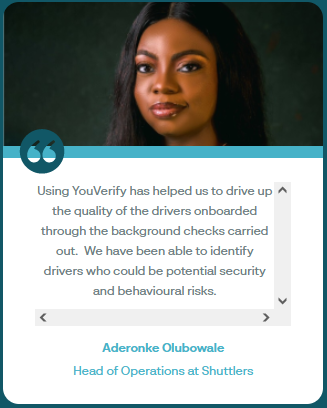 Using YouVerify has helped us to drive up
the quality of the drivers onboarded
through the background checks carried
out. We have been able to identify
drivers who could be potential security
and behavioural risks.
Aderonke Olubowale
Head of Operations at Shuttlers